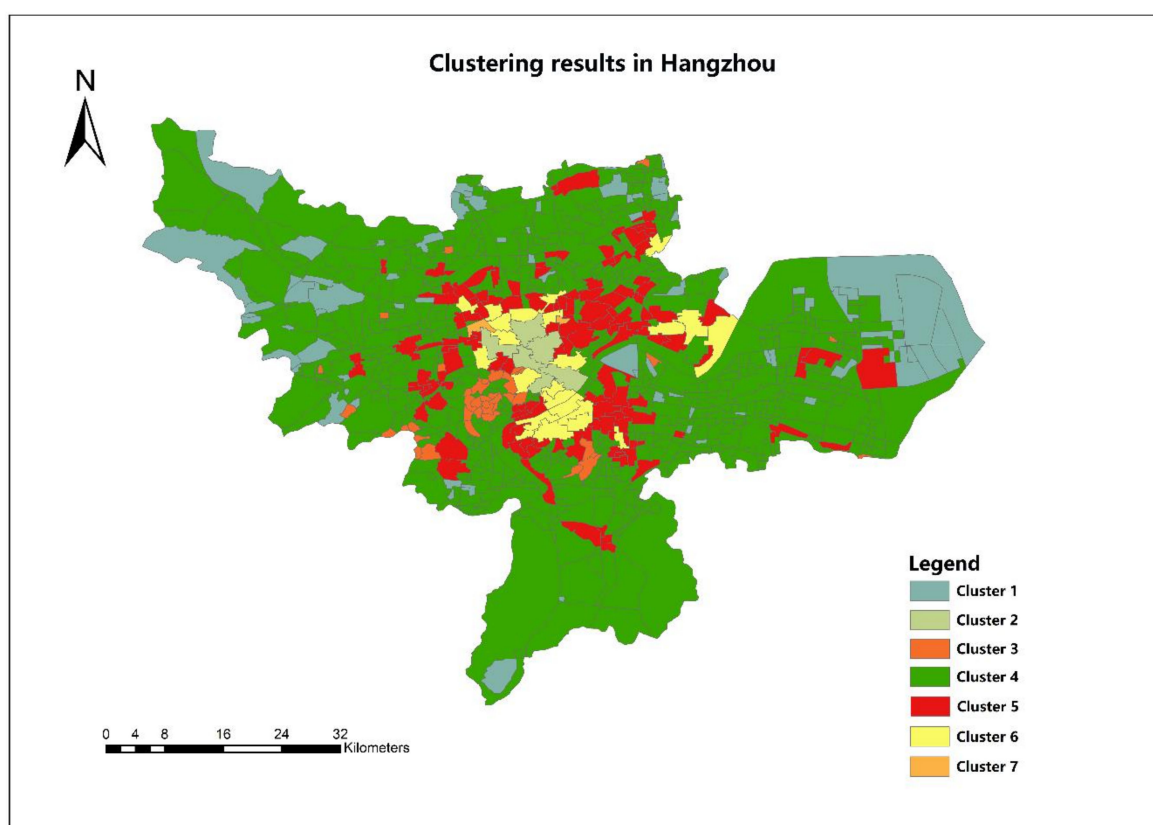 Clustering results in Hangzhou
N
Legend
Cluster 1
Cluster 2
Cluster 3
Cluster 4
Cluster 5
Cluster 6
Cluster 7
0 4 8 16 24 32
Kilometers